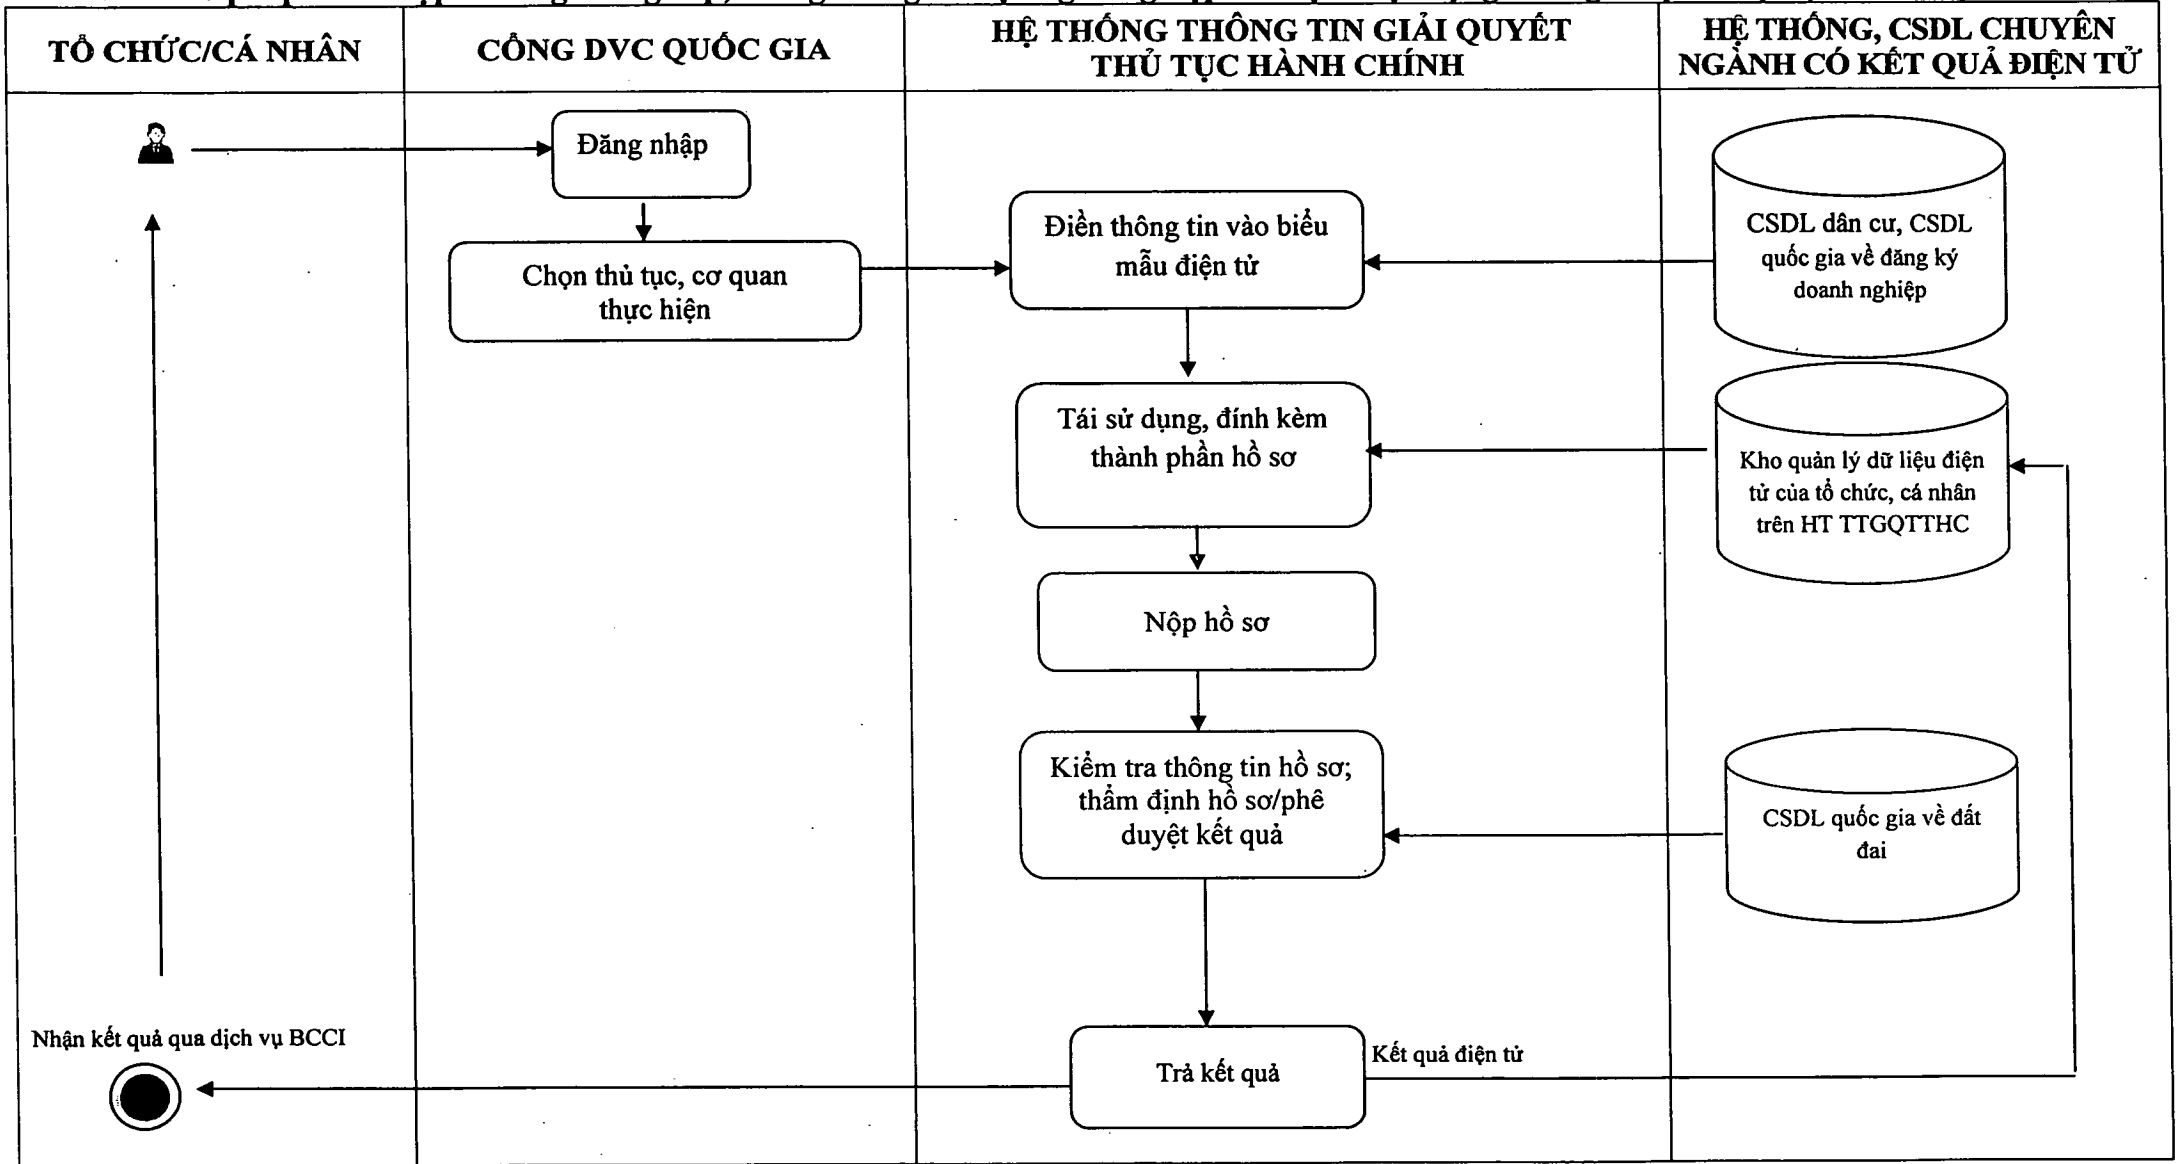 TỔ CHỨC/CÁ NHÂN
CỔNG DVC QUỐC GIA
HỆ THỐNG THÔNG TIN GIẢI QUYẾT
THỦ TỤC HÀNH CHÍNH
HỆ THỐNG, CSDL CHUYÊN
NGÀNH CÓ KẾT QUẢ ĐIỆN TỬ
Đăng nhập
Chọn thủ tục, cơ quan
thực hiện
Điền thông tin vào biểu
mẫu điện tử
CSDL dân cư, CSDL
quốc gia về đăng ký
doanh nghiệp
Tái sử dụng, đính kèm
thành phần hồ sơ
Kho quản lý dữ liệu điện
tử của tổ chức, cá nhân
trên HT TTGQTTHC
Nộp hồ sơ
Kiểm tra thông tin hồ sơ;
thẩm định hồ sơ/phê
duyệt kết quả
CSDL quốc gia về đất
đai
Nhận kết quả qua dịch vụ BCCI
Trả kết quả
Kết quả điện tử